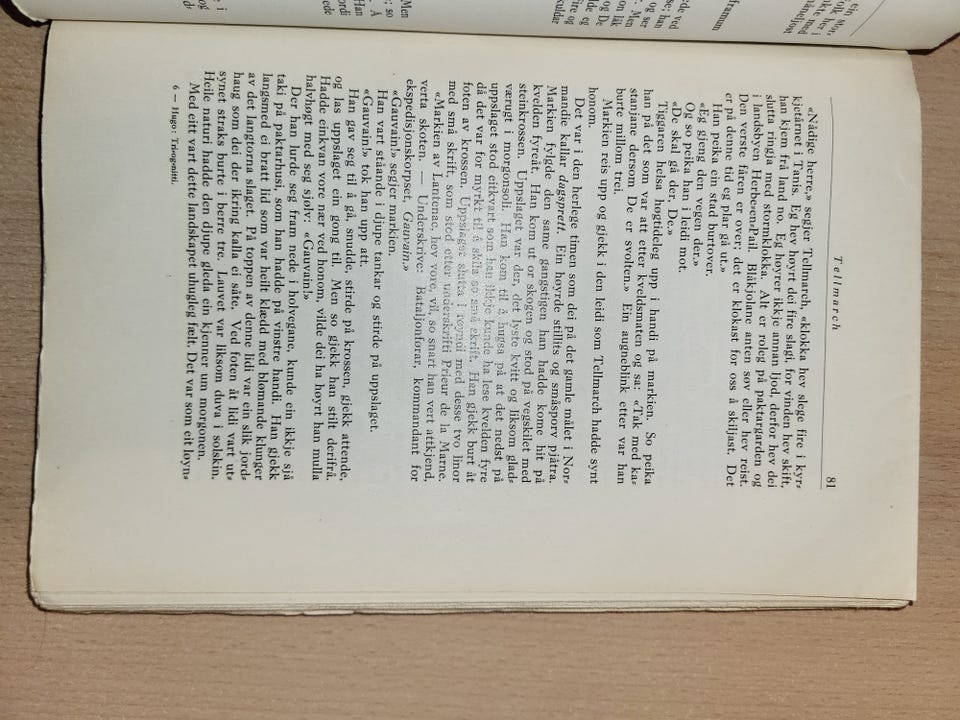 Tellmarch 81
«Nådige herre,» segjer Tellmarch, «klokka hev slege fire i kyr-
kjetårnet i Tanis. Eg hev høyrt dei fire slagi, for vinden hev skift,
han kjem frå land no. Eg høyrer ikkje annan ljod, derfor hev dei
slutta ringja med stormklokka. Alt er roleg på paktargarden og
i landsbyen Herbe-en-Pail. Blåkjolane anten søv eller hev reist.
Den verste fåren er over; det er klokast for oss å skiljast. Det
er på denne tid eg plar gå ut.»
Han peika ein stad burtover.
«Eg gjeng den vegen der.»
Og so peika han i leidi mot.
«De skal gå der, De.»
Tiggaren helsa høgtideleg upp i handi på markien. So peika
han på det som var att etter kveldsmaten og sa: «Tak med ka-
stanjane dersom De er svolten.» Ein augneblink etter var han
burte millom trei.
Markien reis upp og gjekk i den leidi som Tellmarch hadde synt
honom.
Det var i den herlege timen som dei på det gamle målet i Nor-
mandie kallar dagsprett. Ein høyrde stillits og småsporv pjåtra.
Markien fylgde den same gangstigen han hadde kome hit på
kvelden fyreåt. Han kom ut or skogen og stod på vegskilet med
steinkrossen. Uppslaget var der, det lyste kvitt og liksom glad-
værugt i morgonsoli. Han kom til å hugsa på at det nedst på
uppslaget stod eitkvart som han ikkje kunde ha lese kvelden fyre
då det var for myrkt til å skila so små skrift. Han gjekk burt åt
foten av krossen. Uppslaget slutta i røyndi med desse tvo linor
med små skrift, som stod etter underskrifti Prieur de la Marne.
«Markien av Lantenac hev vore, vil, so snart han vert attkjend,
verta skoten. — Underskrive: Bataljonførar, kommandant for
ekspedisjonskorpset, Gauvain.»
«Gauvain!» segjer markien.
Han vart ståande i djupe tankar og stirde på uppslaget.
«Gauvain!» tok han upp att.
Han gav seg til å gå, snudde, stirde på krossen, gjekk attende,
og las uppslaget ein gong til. Men so gjekk han stilt derifrå.
Hadde einkvan vore nær ved honom, vilde dei ha høyrt han mulla
halvhøgt med seg sjølv: «Gauvain!»
Der han lurde seg fram nede i holvegane, kunde ein ikkje sjå
taki på paktarhusi, som han hadde på vinstre handi. Han gjekk
langsmed ei bratt lid som var heilt klædd med blømande klunger
av det langtorna slaget. På toppen av denne lidi var ein slik jord-
haug som dei der ikring kalla ei såte. Ved foten åt lidi vart ut-
synet straks burte i berre tre. Lauvet var liksom duva i solskin.
Heile naturi hadde den djupe gleda ein kjenner um morgonen.
Med eitt vart dette landskapet uhugleg fælt. Det var som eit løyn-
6 — Hugo: Tri-og-nitti.